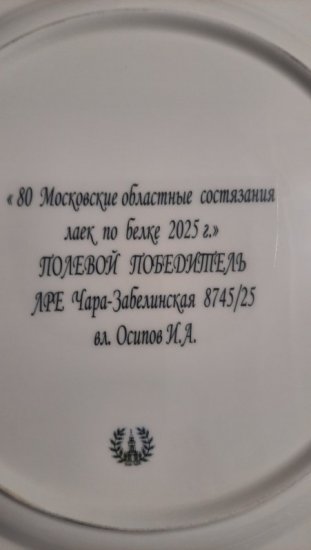 « 80 Московские областные состязания
лаек по белке 2025 г.»
ПОЛЕВОЙ ПОБЕДИТЕЛЬ
ЛРЕ Чара-Забелинская 8745/25
вл. Осипов И.А.